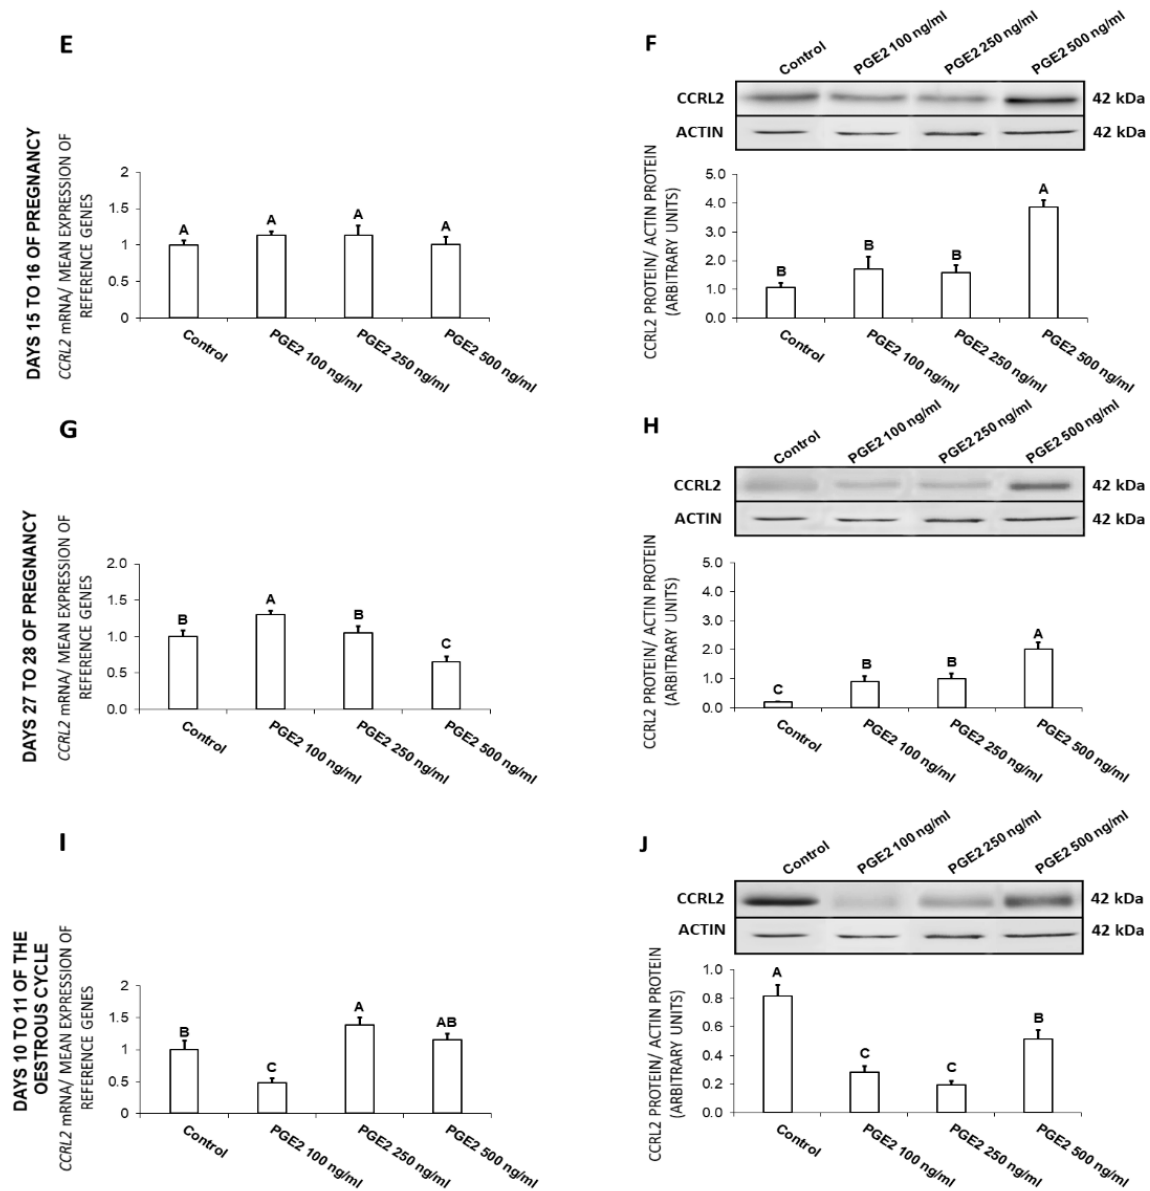 E
DAYS 15 TO 16 OF PREGNANCY
CCRL2 mRNA/ MEAN EXPRESSION OF
REFERENCE GENES
2
1.5
1
0.5
0
A
A
A
A
Control
PGE2 100 ng/ml
PGE2 250 ng/ml
PGE2 500 ng/ml
F
Control
PGE2 100 ng/ml
PGE2 250 ng/ml
PGE2 500 ng/ml
CCRL2
42 kDa
ACTIN
42 kDa
CCRL2 PROTEIN/ ACTIN PROTEIN
(ARBITRARY UNITS)
5.0
4.0
3.0
2.0
1.0
0.0
B
B
B
A
Control
PGE2 100 ng/ml
PGE2 250 ng/ml
PGE2 500 ng/ml
G
DAYS 27 TO 28 OF PREGNANCY
CCRL2 mRNA/ MEAN EXPRESSION OF
REFERENCE GENES
2.0
1.5
1.0
0.5
0.0
B
A
B
C
Control
PGE2 100 ng/ml
PGE2 250 ng/ml
PGE2 500 ng/ml
H
Control
PGE2 100 ng/ml
PGE2 250 ng/ml
PGE2 500 ng/ml
CCRL2
42 kDa
ACTIN
42 kDa
CCRL2 PROTEIN/ ACTIN PROTEIN
(ARBITRARY UNITS)
5.0
4.0
3.0
2.0
1.0
0.0
C
B
B
A
Control
PGE2 100 ng/ml
PGE2 250 ng/ml
PGE2 500 ng/ml
I
DAYS 10 TO 11 OF THE
OESTROUS CYCLE
CCRL2 mRNA/ MEAN EXPRESSION OF
REFERENCE GENES
2
1.5
1
0.5
0
B
C
A
AB
Control
PGE2 100 ng/ml
PGE2 250 ng/ml
PGE2 500 ng/ml
J
Control
PGE2 100 ng/ml
PGE2 250 ng/ml
PGE2 500 ng/ml
CCRL2
42 kDa
ACTIN
42 kDa
CCRL2 PROTEIN/ ACTIN PROTEIN
(ARBITRARY UNITS)
1.0
0.8
0.6
0.4
0.2
0.0
A
C
C
B
Control
PGE2 100 ng/ml
PGE2 250 ng/ml
PGE2 500 ng/ml